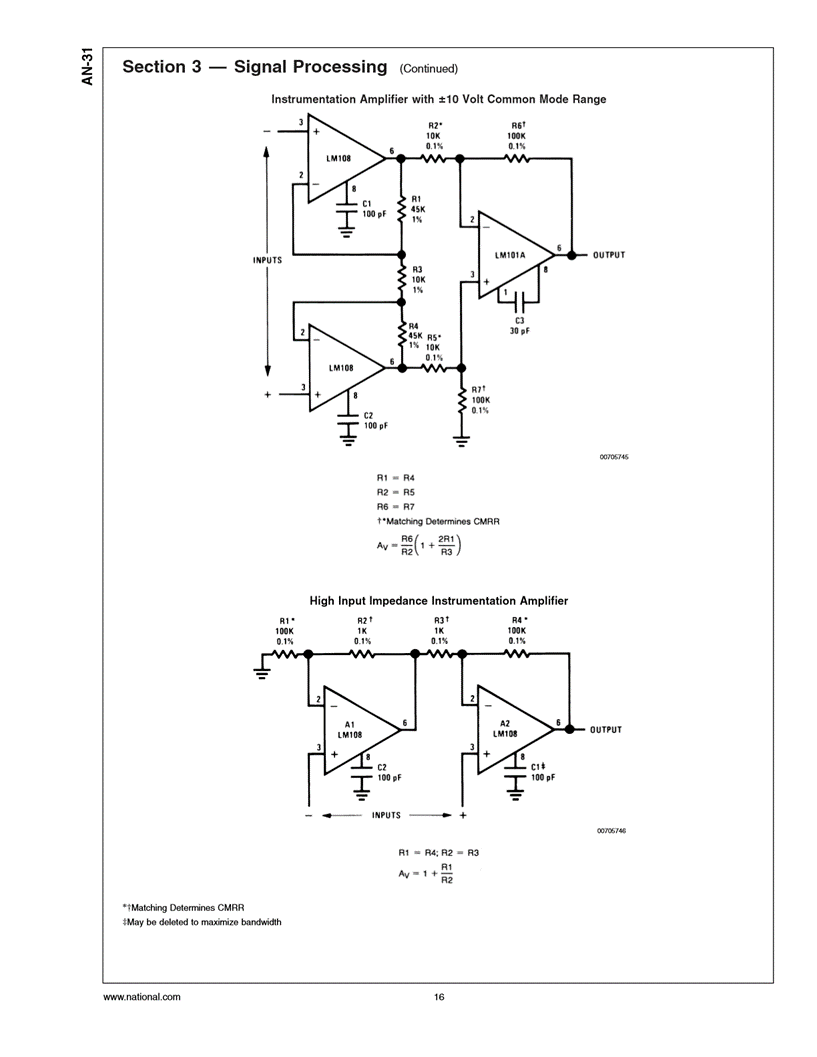 AN-31
Section 3 — Signal Processing (Continued)
Instrumentation Amplifier with ±10 Volt Common Mode Range
R2*
10K
0.1%
R6†
100K
0.1%
−
3
+
LM108
6
2
−
8
C1
100 pF
R1
45K
1%
2
−
LM101A
6
OUTPUT
3
+
8
1
C3
30 pF
INPUTS
R3
10K
1%
R4
45K
1%
R5*
10K
0.1%
2
−
LM108
6
3
+
+
8
C2
100 pF
R7†
100K
0.1%
00705745
R1 = R4
R2 = R5
R6 = R7
†*Matching Determines CMRR
AV = R6/R2 (1 + 2R1/R3)
High Input Impedance Instrumentation Amplifier
R1*
100K
0.1%
R2†
1K
0.1%
R3†
1K
0.1%
R4*
100K
0.1%
2
−
A1
LM108
6
3
+
8
C2
100 pF
2
−
A2
LM108
6
OUTPUT
3
+
8
C1‡
100 pF
− INPUTS +
00705746
R1 = R4; R2 = R3
AV = 1 + R1/R2
*†Matching Determines CMRR
‡May be deleted to maximize bandwidth
www.national.com
16